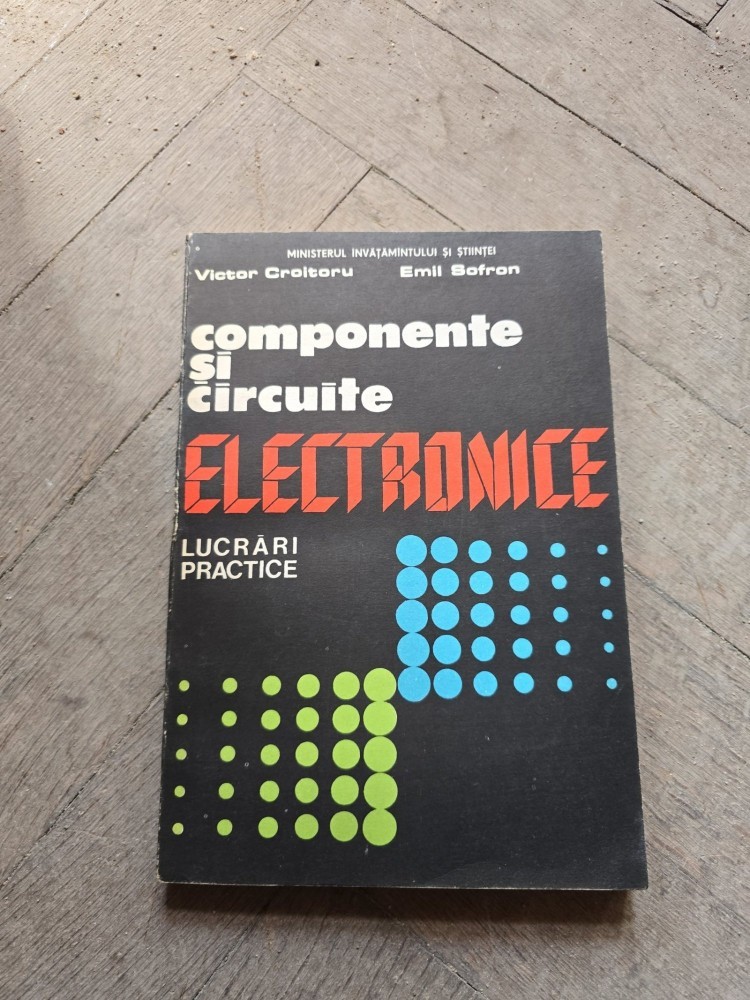 MINISTERUL ÎNVĂȚĂMÎNTULUI ȘI ȘTIINȚEI
Victor Croitoru Emil Sofron
componente
și
circuite
ELECTRONICE
LUCRĂRI
PRACTICE